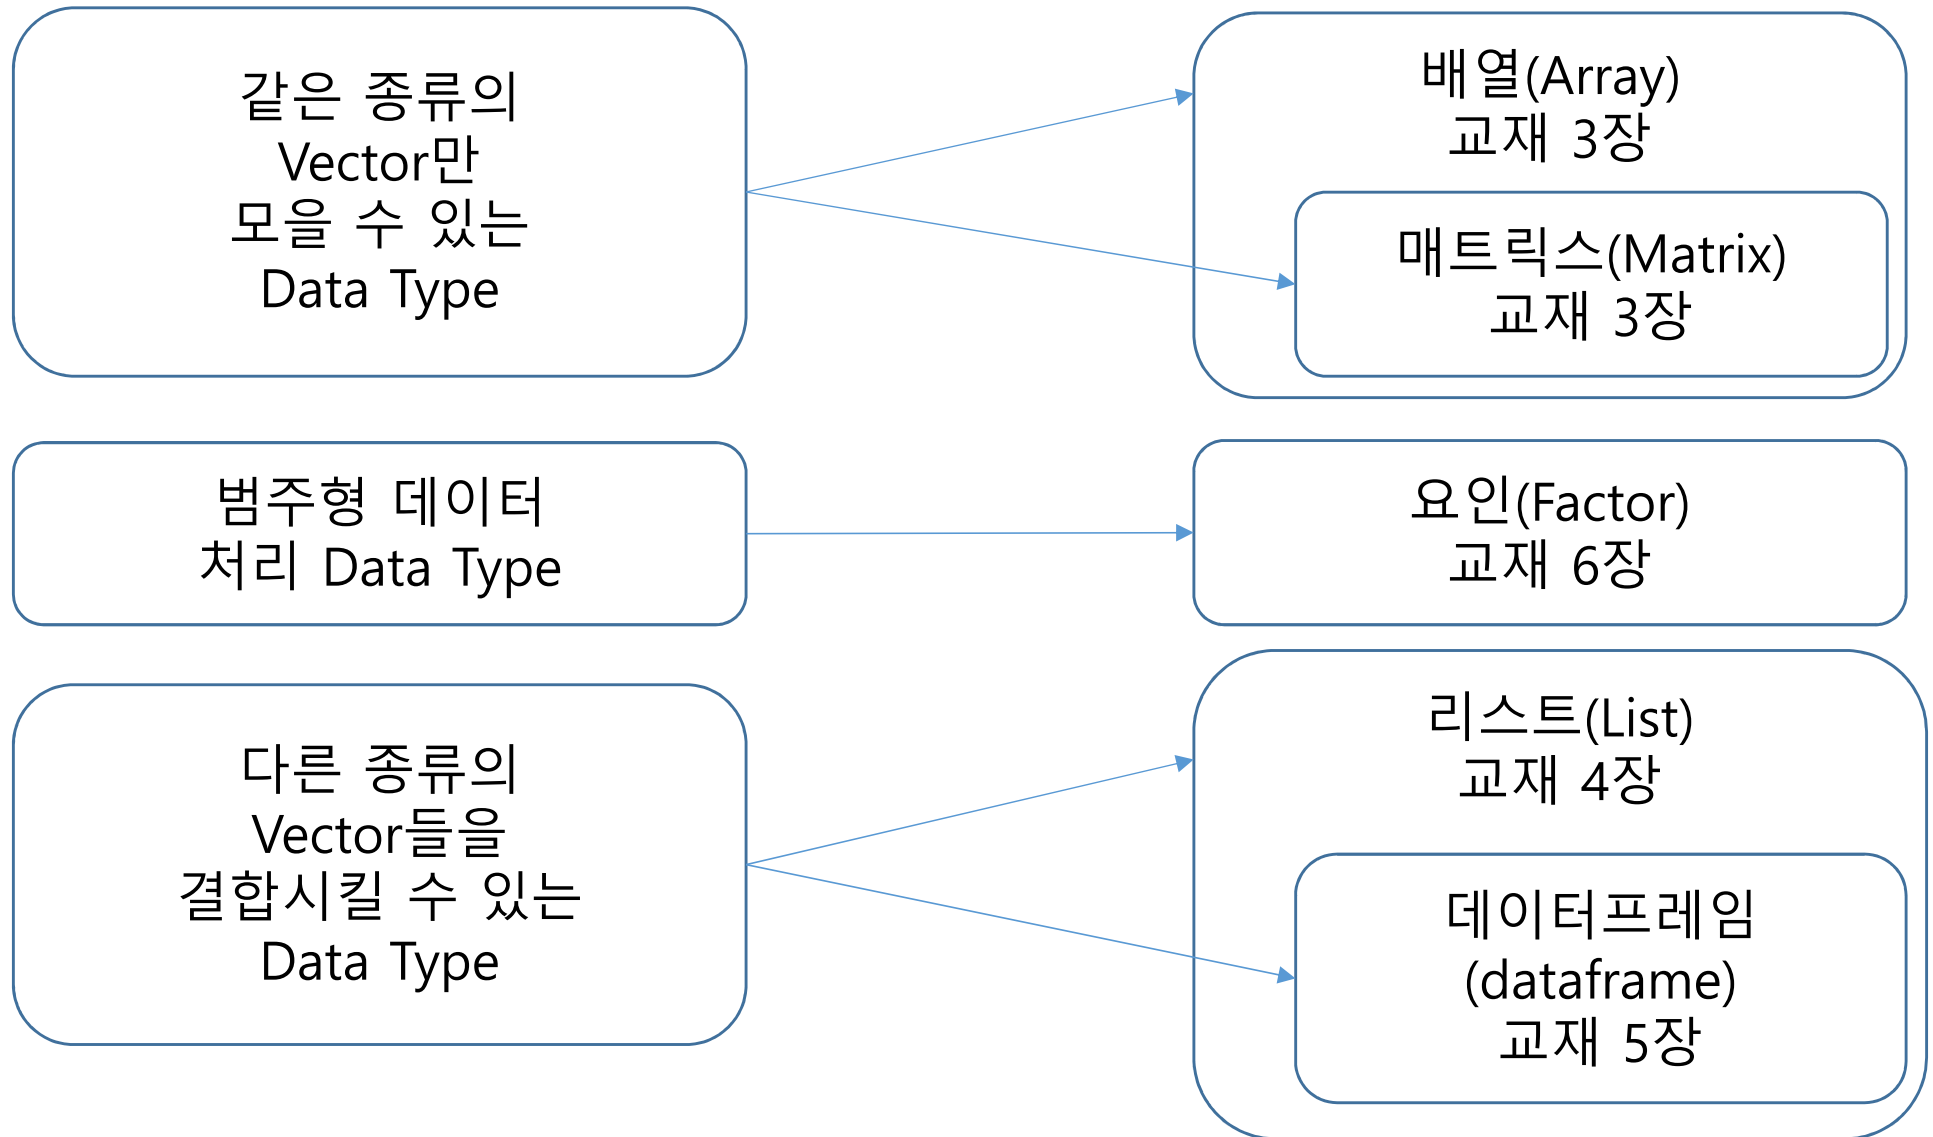 같은 종류의
Vector만
모을 수 있는
Data Type
배열(Array)
교재 3장
매트릭스(Matrix)
교재 3장
범주형 데이터
처리 Data Type
요인(Factor)
교재 6장
다른 종류의
Vector들을
결합시킬 수 있는
Data Type
리스트(List)
교재 4장
데이터프레임
(dataframe)
교재 5장